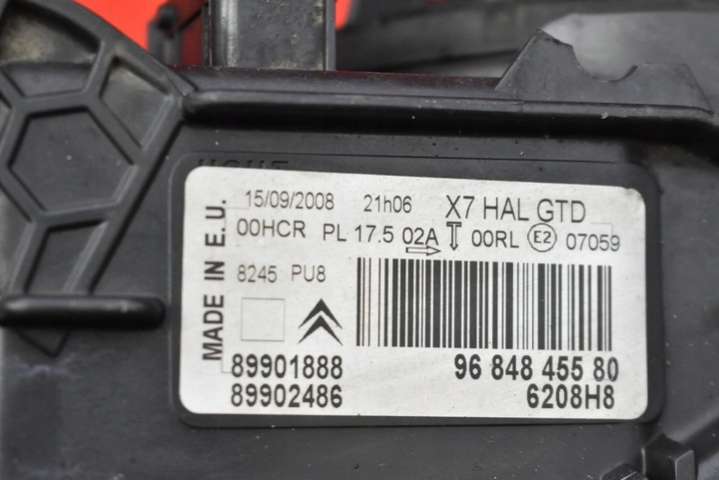 MADE IN E.U.
15/09/2008 21h06 X7 HAL GTD
00HCR PL 17.5 02A 00RL E2 07059
8245 PU8
89901888 96 848 455 80
89902486 6208H8